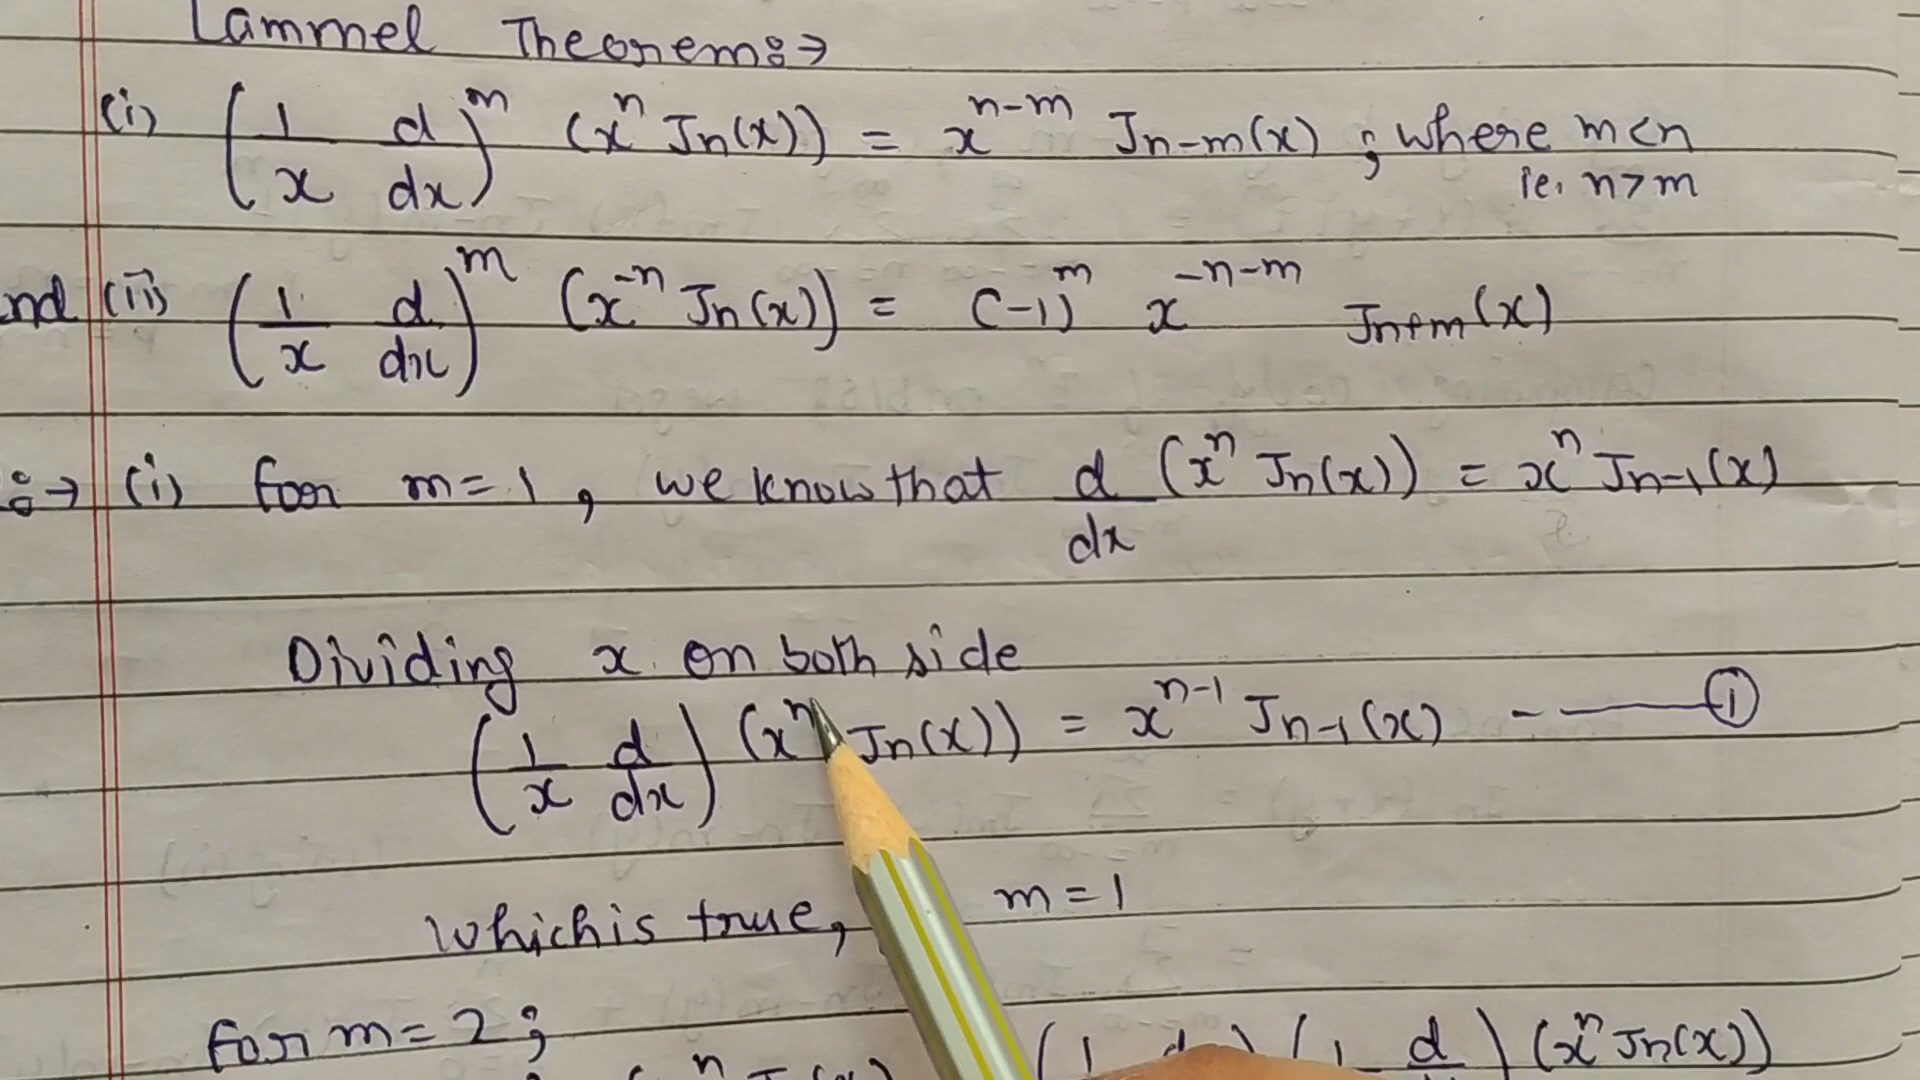 Lammel Theorem:→
(i) (1/x d/dx)^m (x^n Jn(x)) = x^(n-m) Jn-m(x) ; where m<n
ie. n>m
nd (ii) (1/x d/dx)^m (x^-n Jn(x)) = (-1)^m x^(-n-m) Jn+m(x)
:→ (i) for m=1, we know that d/dx (x^n Jn(x)) = x^n Jn-1(x)
Dividing x on both side
(1/x d/dx) (x^n Jn(x)) = x^(n-1) Jn-1(x) - —— ①
which is true, m=1
for m=2;
(x^n Jn(x))